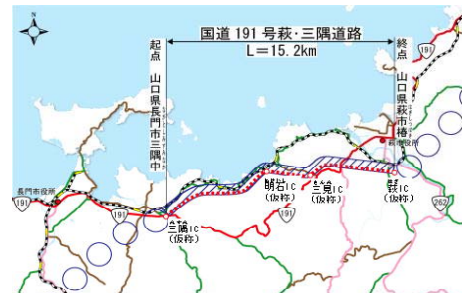 国道191号萩・三隅道路
L=15.2km
起点 山口県長門市三隅中
終点 山口県萩市椿
191
萩市役所
長門市役所
191
191
明石IC
(仮称)
三見IC
(仮称)
萩IC
(仮称)
191
262
三隅IC
(仮称)